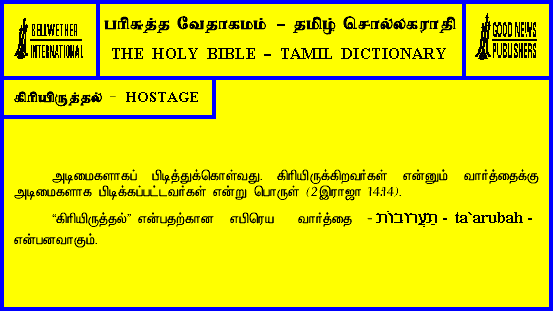 BELLWETHER
INTERNATIONAL
பரிசுத்த வேதாகமம் – தமிழ் சொல்லகராதி
THE HOLY BIBLE – TAMIL DICTIONARY
GOOD NEWS
PUBLISHERS
கிரியிருத்தல் – HOSTAGE
அடிமைகளாகப் பிடித்துக்கொள்வது. கிரியிருக்கிறவர்கள் என்னும் வார்த்தைக்கு
அடிமைகளாக பிடிக்கப்பட்டவர்கள் என்று பொருள் (2இராஜா 14:14).
“கிரியிருத்தல்” என்பதற்கான எபிரெய வார்த்தை - תַּעֲרוּבוֹת - ta`arubah -
என்பனவாகும்.